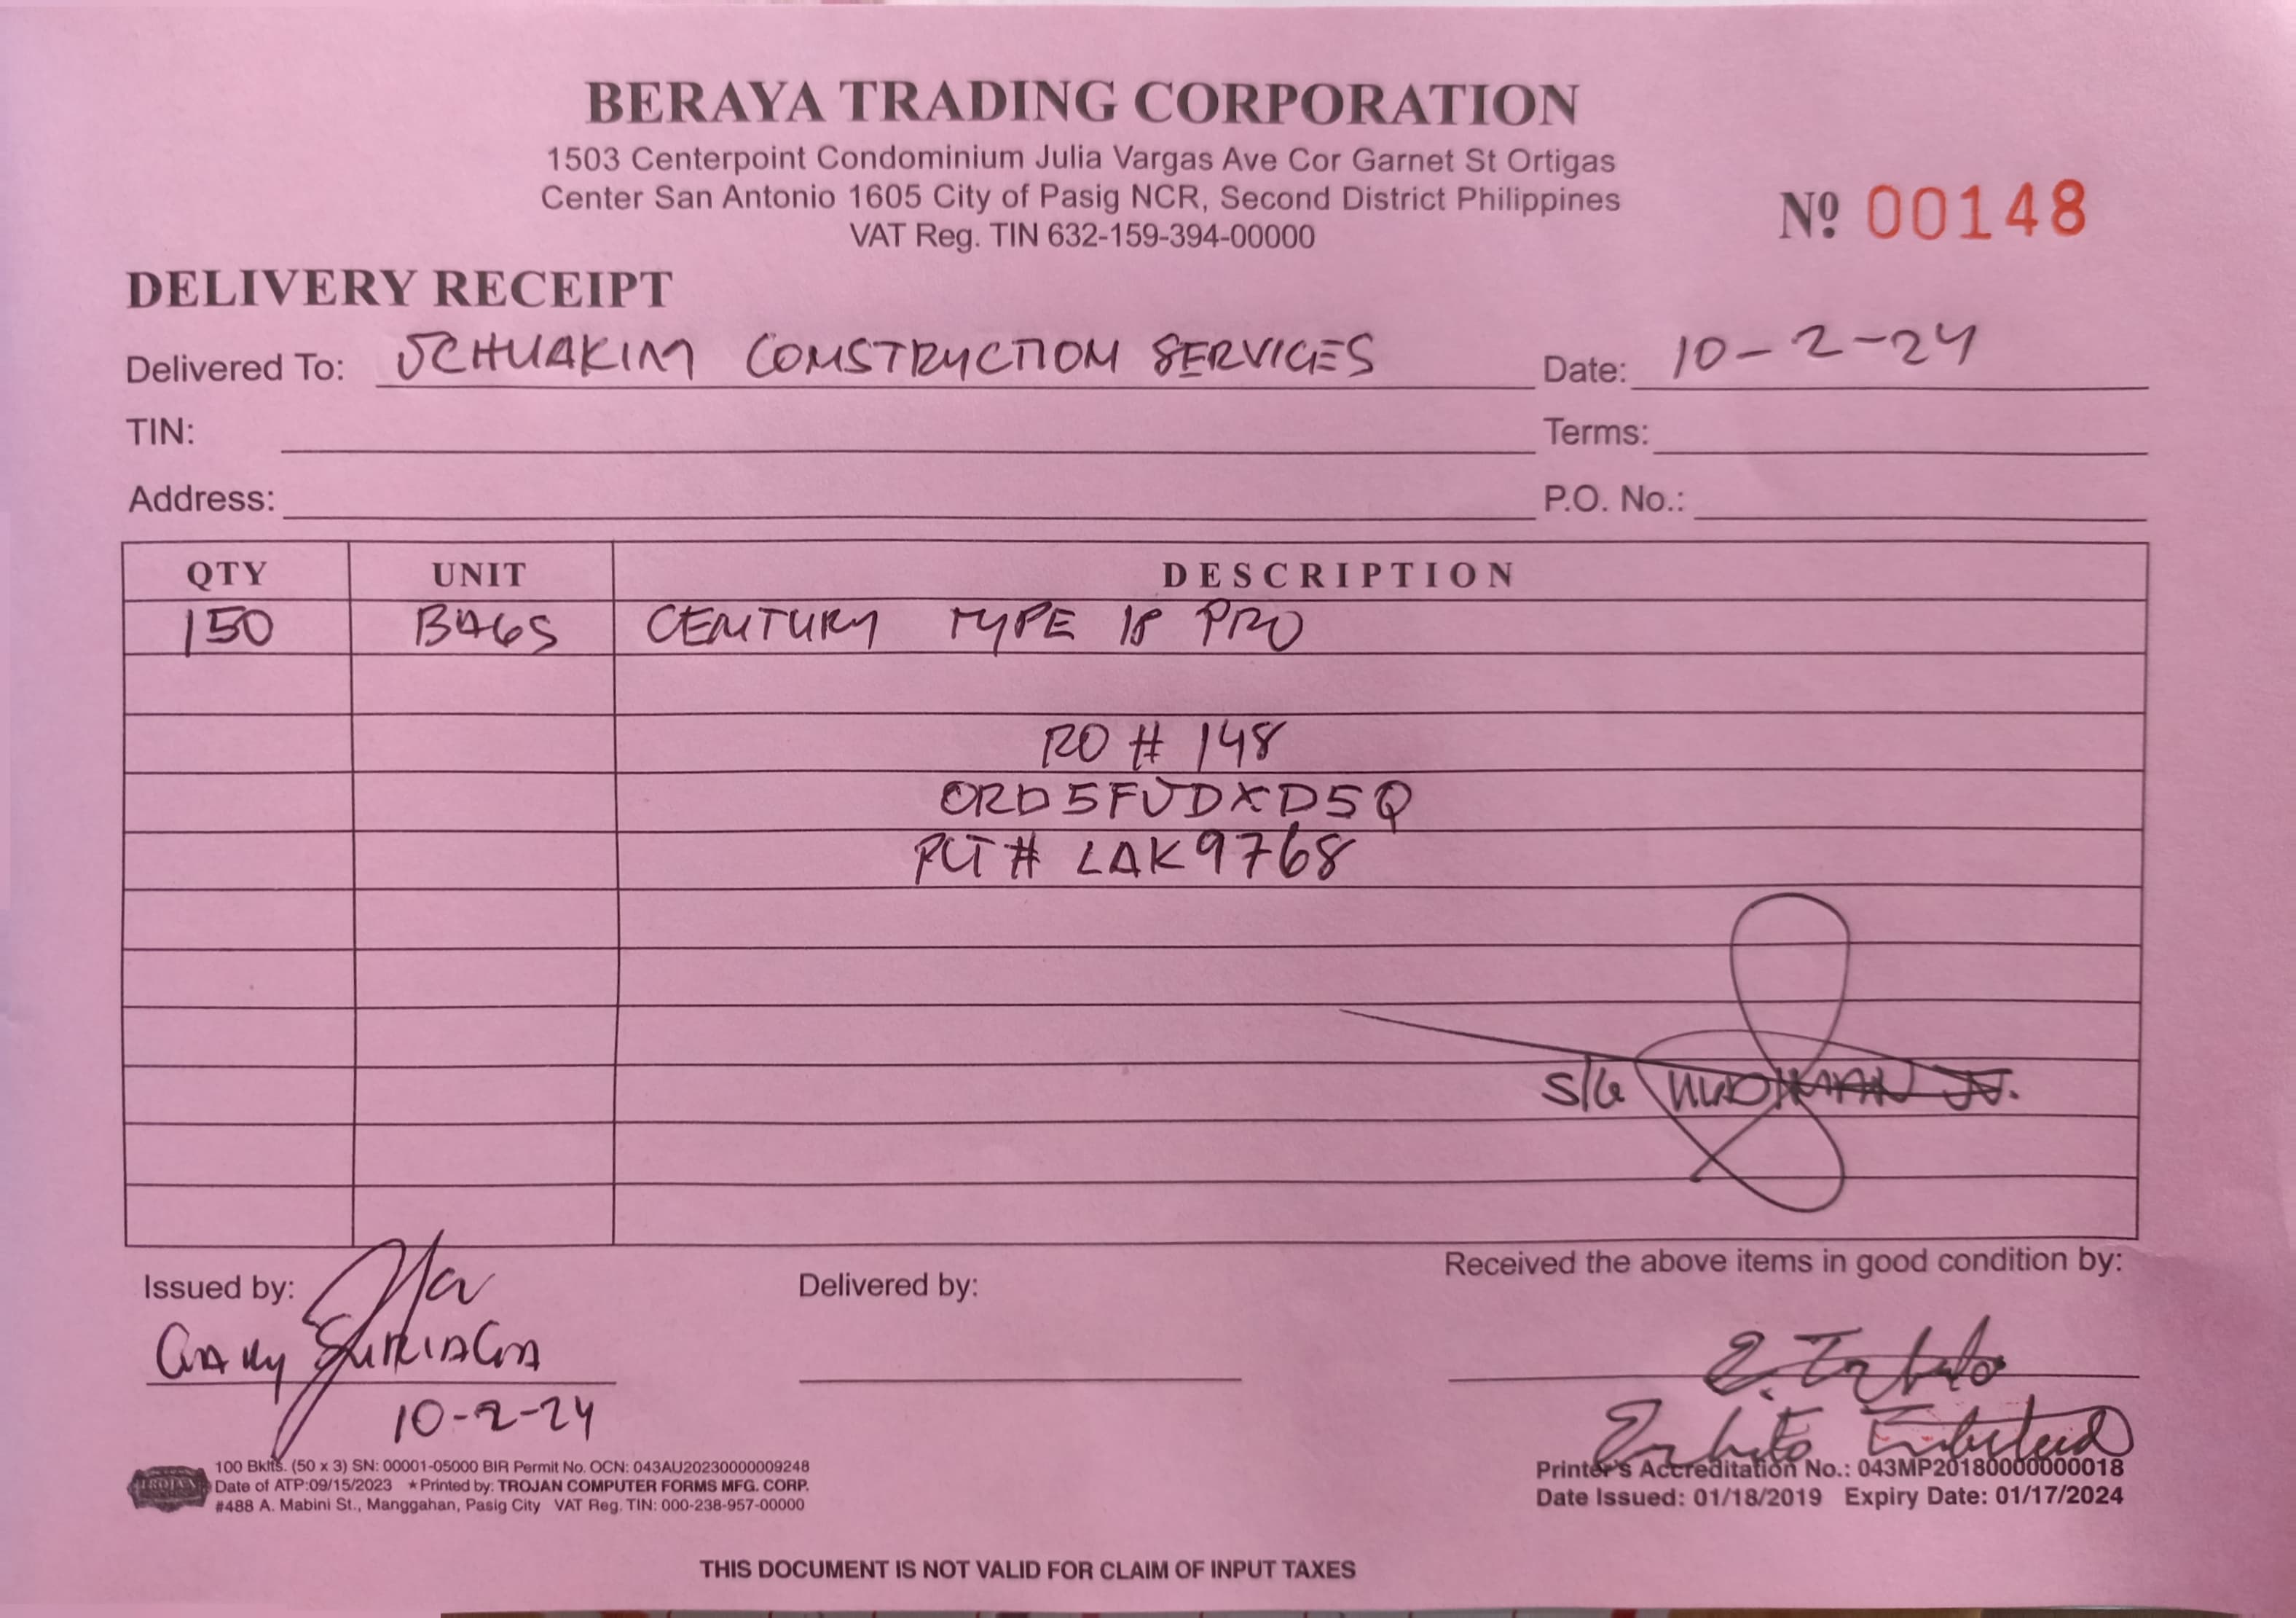 BERAYA TRADING CORPORATION
1503 Centerpoint Condominium Julia Vargas Ave Cor Garnet St Ortigas
Center San Antonio 1605 City of Pasig NCR, Second District Philippines
VAT Reg. TIN 632-159-394-00000
Nº 00148
DELIVERY RECEIPT
Delivered To: JCHUAKIM CONSTRUCTION SERVICES Date: 10-2-24
TIN: Terms:
Address: P.O. No.:
QTY UNIT DESCRIPTION
150 BAGS CENTURY TYPE 1P PRO
RO # 148
ORD5FJDXD5Q
PLT# LAK9768
S/G
Issued by: Delivered by: Received the above items in good condition by:
GARY SURIAGA
10-2-24
100 Bklts. (50 x 3) SN: 00001-05000 BIR Permit No. OCN: 043AU20230000009248
Date of ATP:09/15/2023 ★Printed by: TROJAN COMPUTER FORMS MFG. CORP.
#488 A. Mabini St., Manggahan, Pasig City VAT Reg. TIN: 000-238-957-00000
TROJAN
Printer's Accreditation No.: 043MP20180000000018
Date Issued: 01/18/2019 Expiry Date: 01/17/2024
THIS DOCUMENT IS NOT VALID FOR CLAIM OF INPUT TAXES